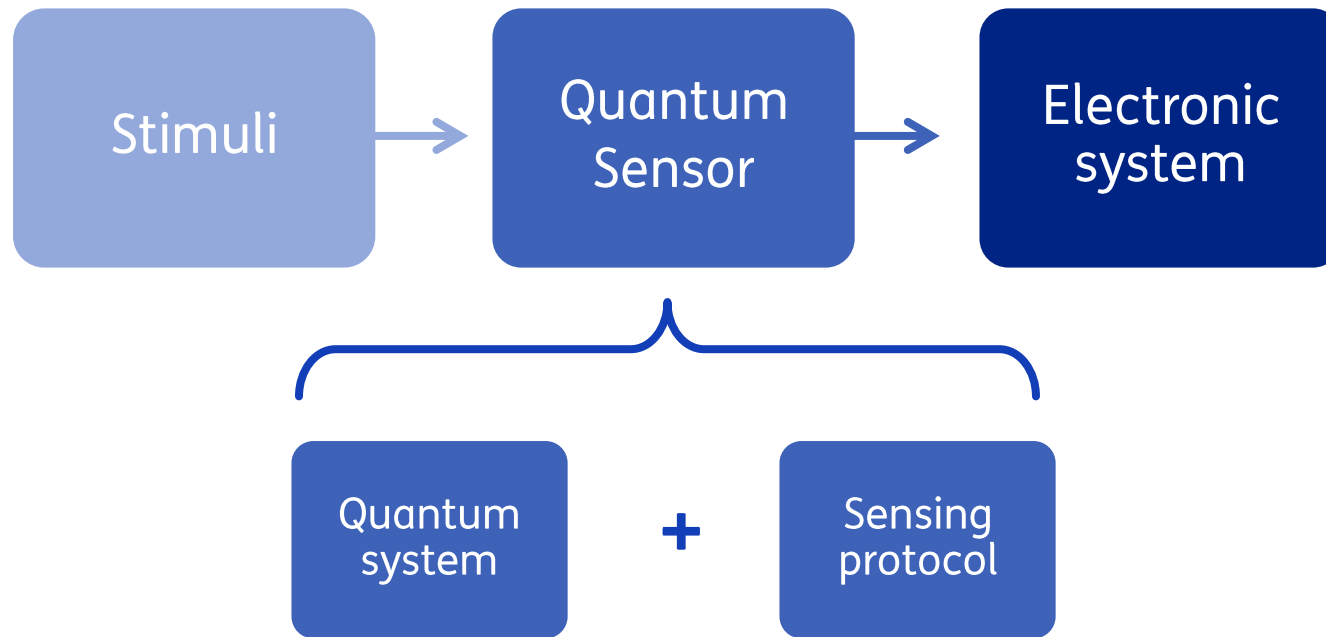 Stimuli
Quantum
Sensor
Electronic
system
Quantum
system
+
Sensing
protocol